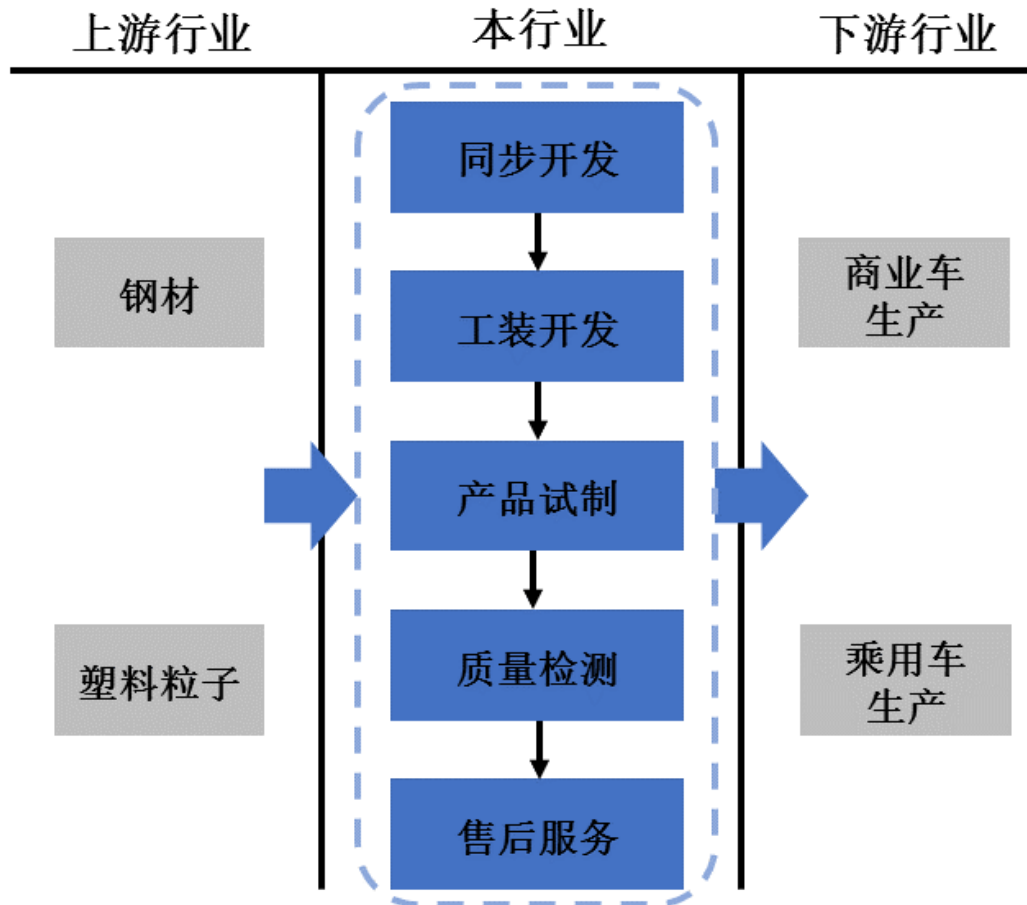 上游行业
本行业
下游行业
同步开发
钢材
商业车
生产
工装开发
产品试制
塑料粒子
质量检测
乘用车
生产
售后服务